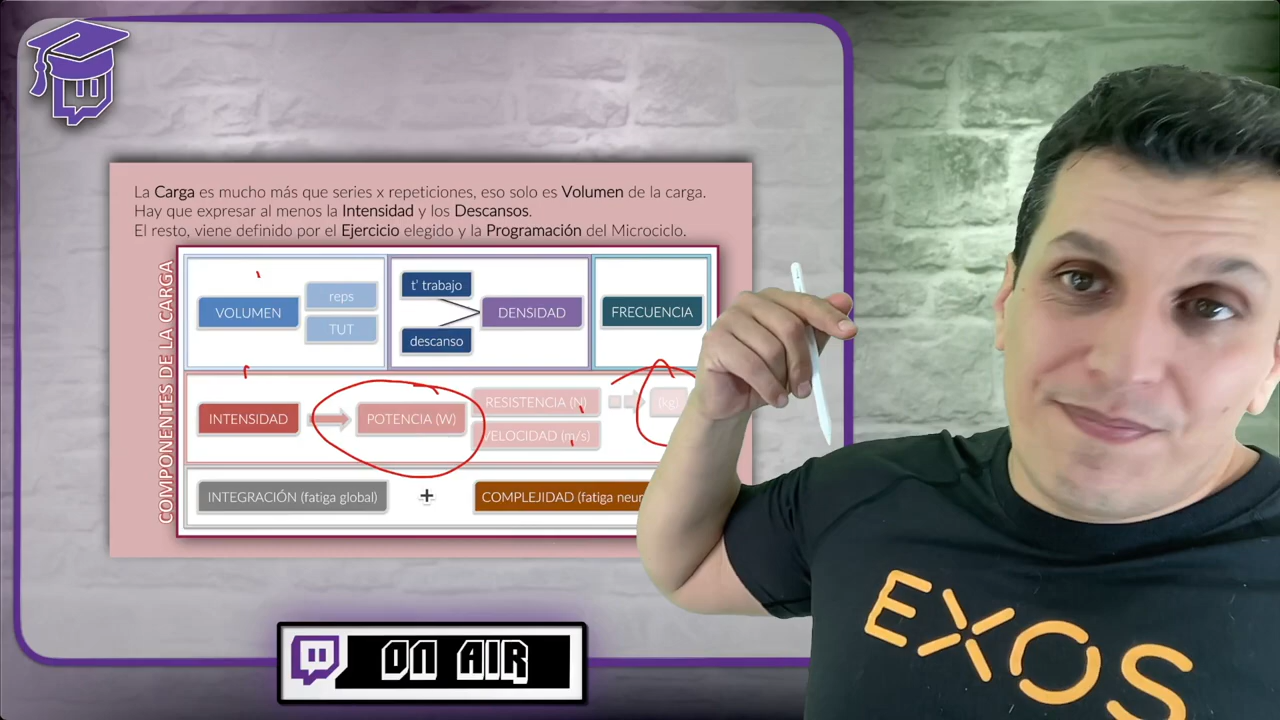 La Carga es mucho más que series x repeticiones, eso solo es Volumen de la carga.
Hay que expresar al menos la Intensidad y los Descansos.
El resto, viene definido por el Ejercicio elegido y la Programación del Microciclo.
COMPONENTES DE LA CARGA
VOLUMEN
reps
TUT
t' trabajo
descanso
DENSIDAD
FRECUENCIA
INTENSIDAD
POTENCIA (W)
RESISTENCIA (N)
VELOCIDAD (m/s)
(kg)
INTEGRACIÓN (fatiga global)
+
COMPLEJIDAD (fatiga neur
ON AIR
EXOS